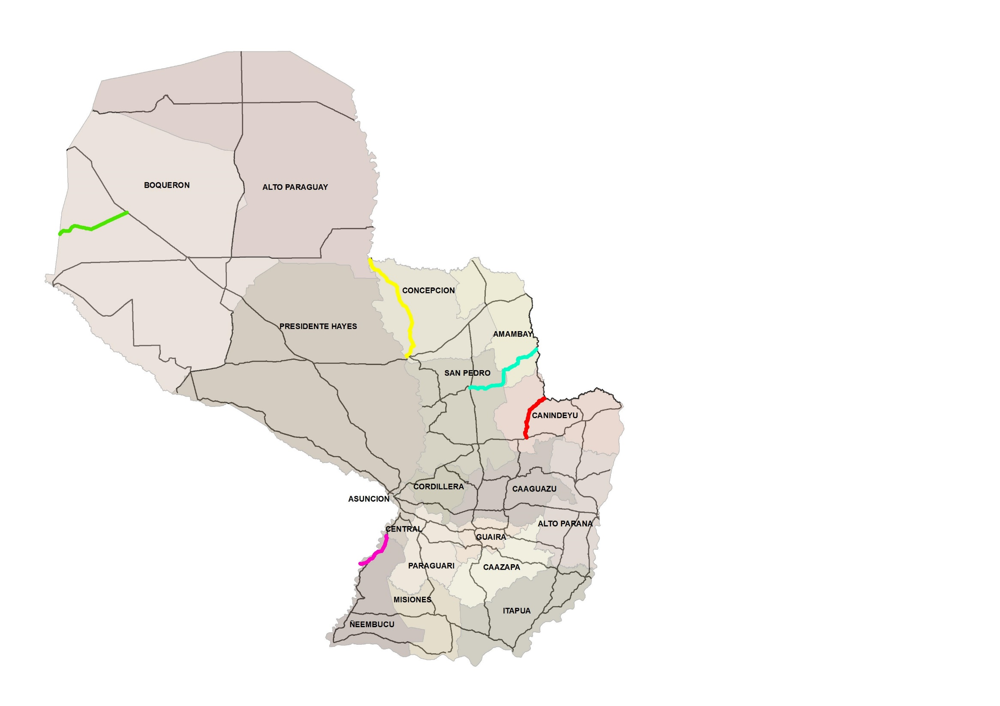 BOQUERON
ALTO PARAGUAY
CONCEPCION
PRESIDENTE HAYES
AMAMBAY
SAN PEDRO
CANINDEYU
CORDILLERA
CAAGUAZU
ASUNCION
ALTO PARANA
CENTRAL
GUAIRA
PARAGUARI
CAAZAPA
MISIONES
ITAPUA
ÑEEMBUCU